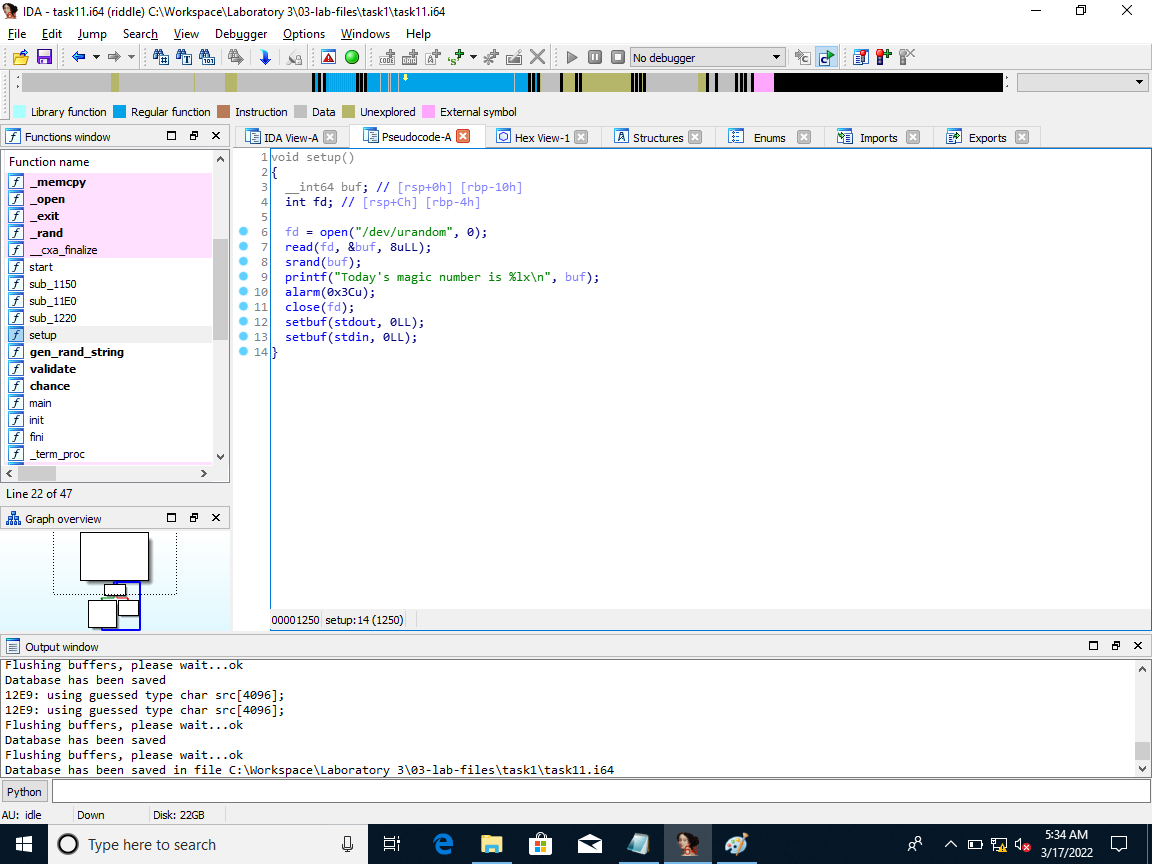 IDA - task11.i64 (riddle) C:\Workspace\Laboratory 3\03-lab-files\task1\task11.i64
File Edit Jump Search View Debugger Options Windows Help
No debugger
Library function Regular function Instruction Data Unexplored External symbol
Functions window
IDA View-A Pseudocode-A Hex View-1 Structures Enums Imports Exports
Function name
_memcpy
_open
_exit
_rand
__cxa_finalize
start
sub_1150
sub_11E0
sub_1220
setup
gen_rand_string
validate
chance
main
init
fini
_term_proc
Line 22 of 47
Graph overview
1 void setup()
2 {
3 __int64 buf; // [rsp+0h] [rbp-10h]
4 int fd; // [rsp+Ch] [rbp-4h]
5
6 fd = open("/dev/urandom", 0);
7 read(fd, &buf, 8uLL);
8 srand(buf);
9 printf("Today's magic number is %lx\n", buf);
10 alarm(0x3Cu);
11 close(fd);
12 setbuf(stdout, 0LL);
13 setbuf(stdin, 0LL);
14 }
00001250 setup:14 (1250)
Output window
Flushing buffers, please wait...ok
Database has been saved
12E9: using guessed type char src[4096];
12E9: using guessed type char src[4096];
Flushing buffers, please wait...ok
Database has been saved
Flushing buffers, please wait...ok
Database has been saved in file C:\Workspace\Laboratory 3\03-lab-files\task1\task11.i64
Python
AU: idle Down Disk: 22GB
Type here to search
5:34 AM
3/17/2022